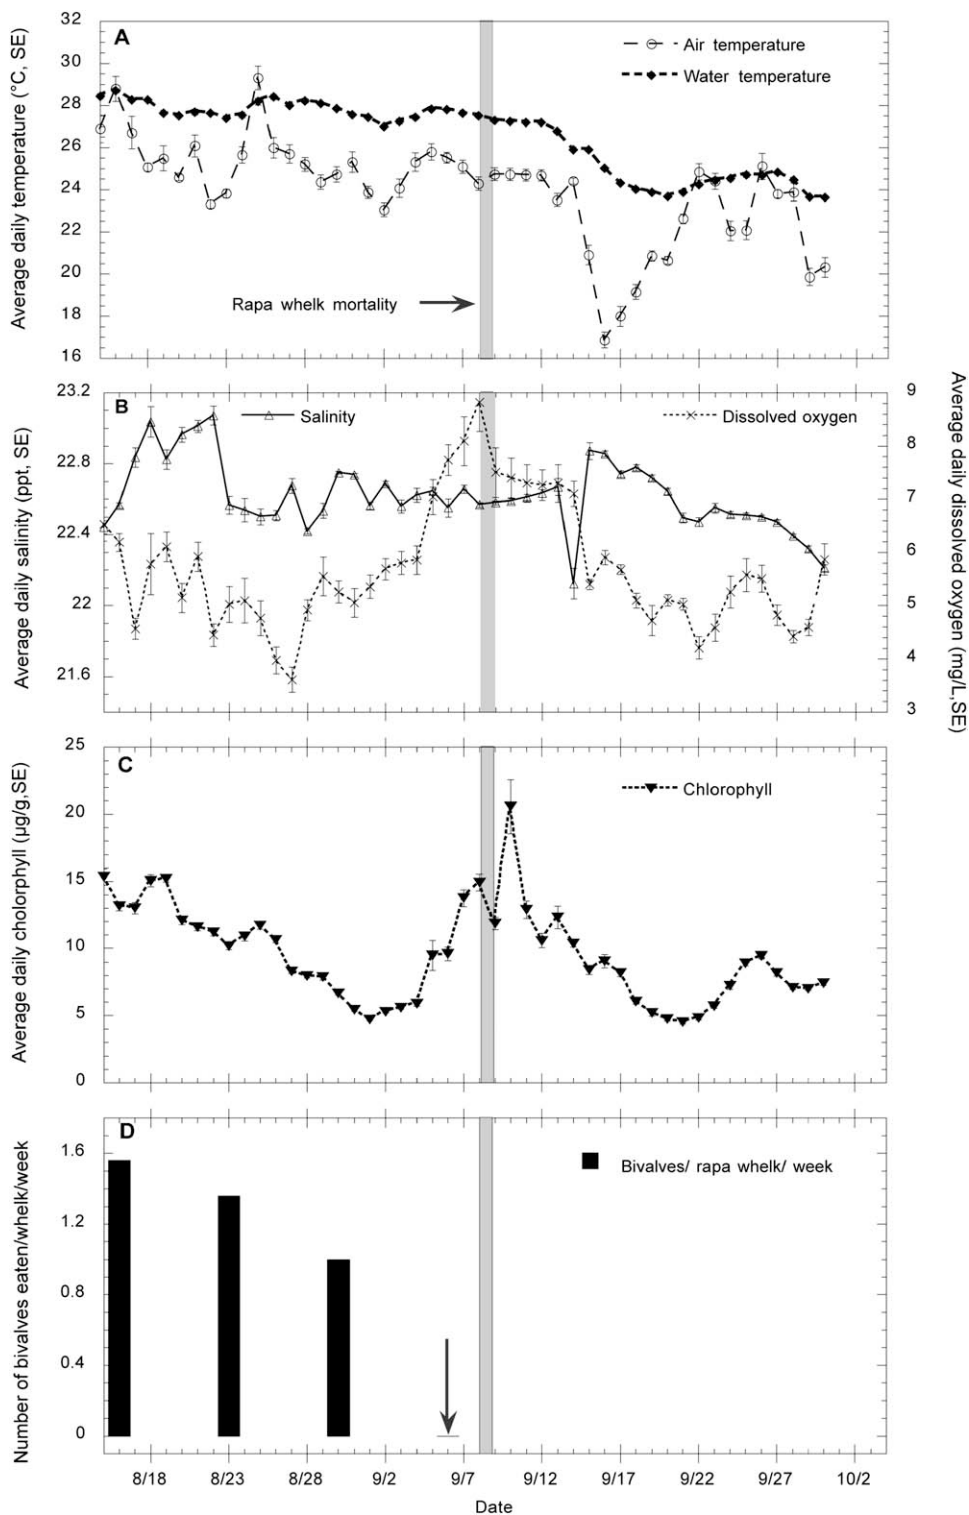 A
Average daily temperature (°C, SE)
32
30
28
26
24
22
20
18
16
Air temperature
Water temperature
Rapa whelk mortality
B
Average daily salinity (ppt, SE)
23.2
22.8
22.4
22
21.6
Salinity
Dissolved oxygen
9
8
7
6
5
4
3
Average daily dissolved
oxygen (mg/L,SE)
C
Average daily cholorphyll (µg/g,SE)
25
20
15
10
5
0
Chlorophyll
D
Number of bivalves eaten/whelk/week
1.6
1.2
0.8
0.4
0
Bivalves/ rapa whelk/ week
8/18 8/23 8/28 9/2 9/7 9/12 9/17 9/22 9/27 10/2
Date